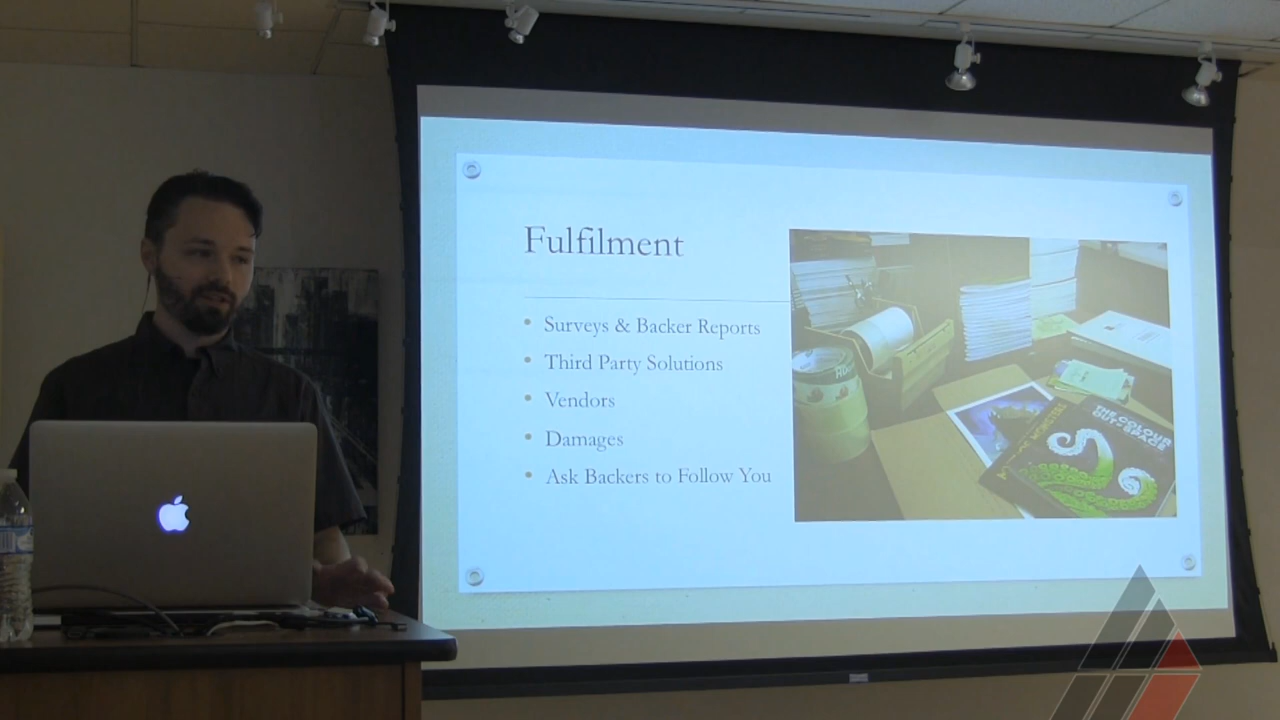 Fulfilment
• Surveys & Backer Reports
• Third Party Solutions
• Vendors
• Damages
• Ask Backers to Follow You
THE COLOUR
OUT OF SPACE